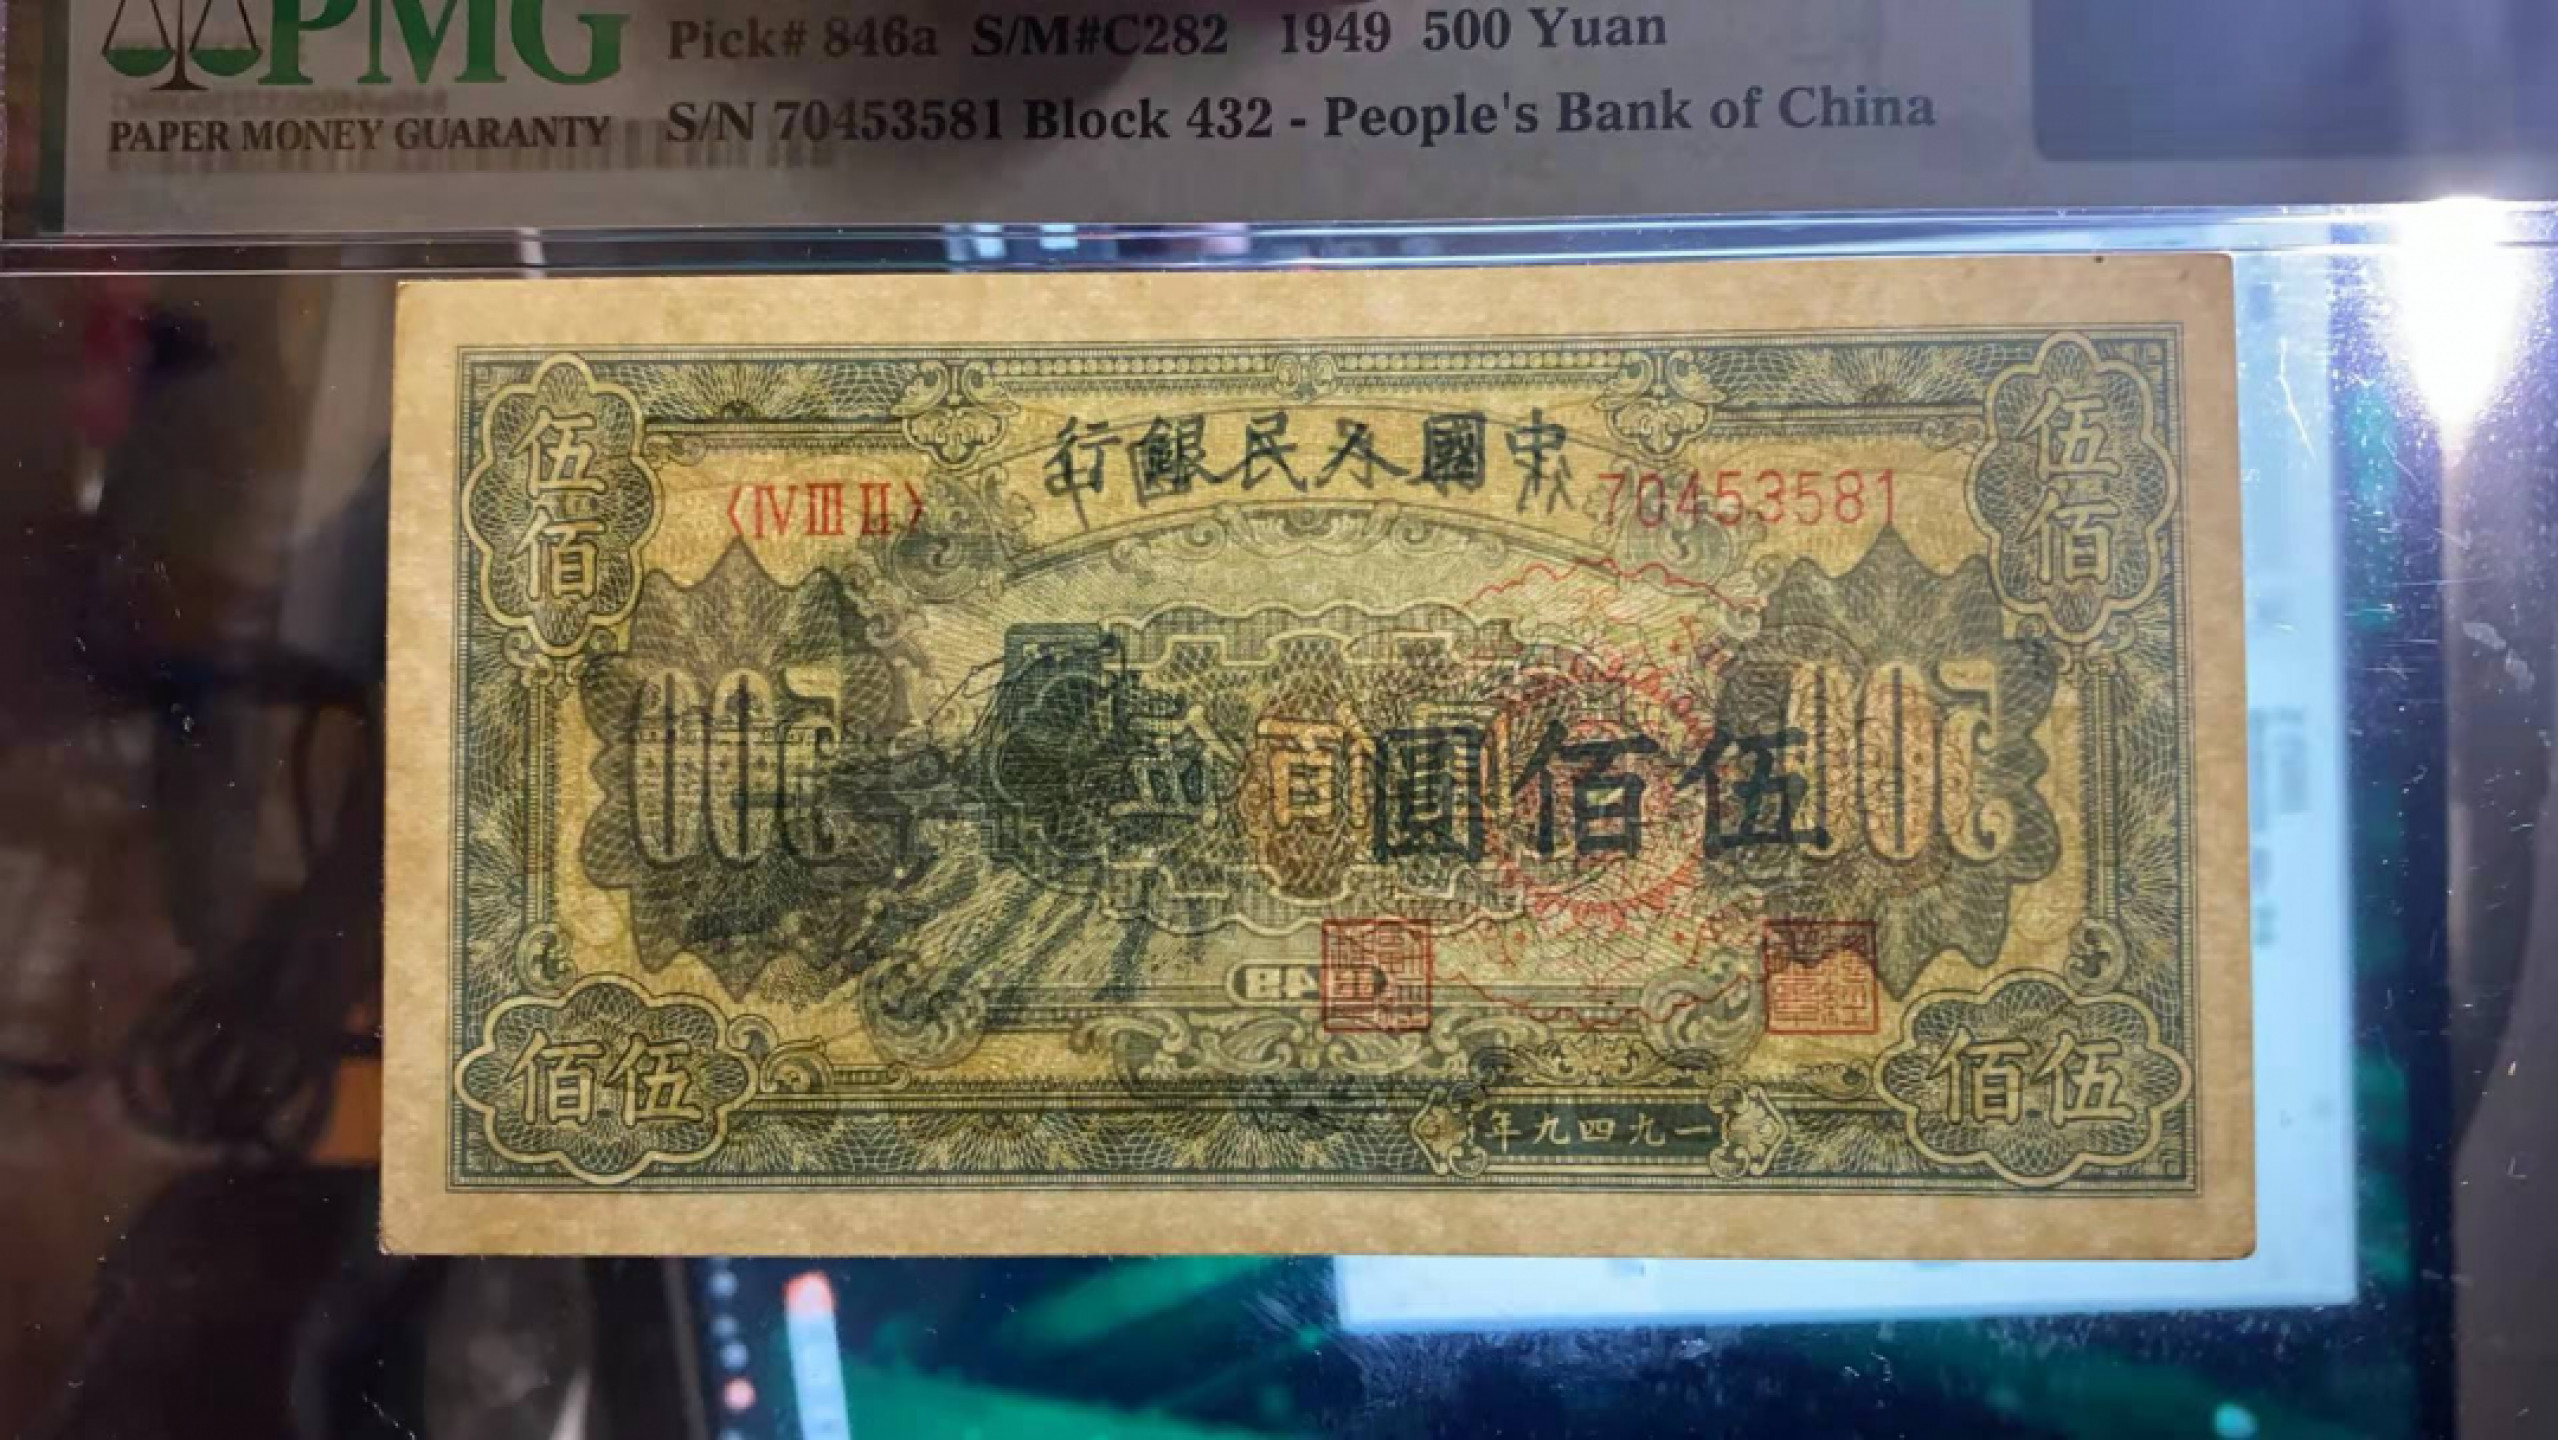 PMG
PAPER MONEY GUARANTY
Pick# 846a S/M#C282 1949 500 Yuan
S/N 70453581 Block 432 - People's Bank of China
行銀民人國中
伍佰
伍佰
〈IV III II〉
70453581
500
500
圓佰伍
佰伍
佰伍
年九四九一